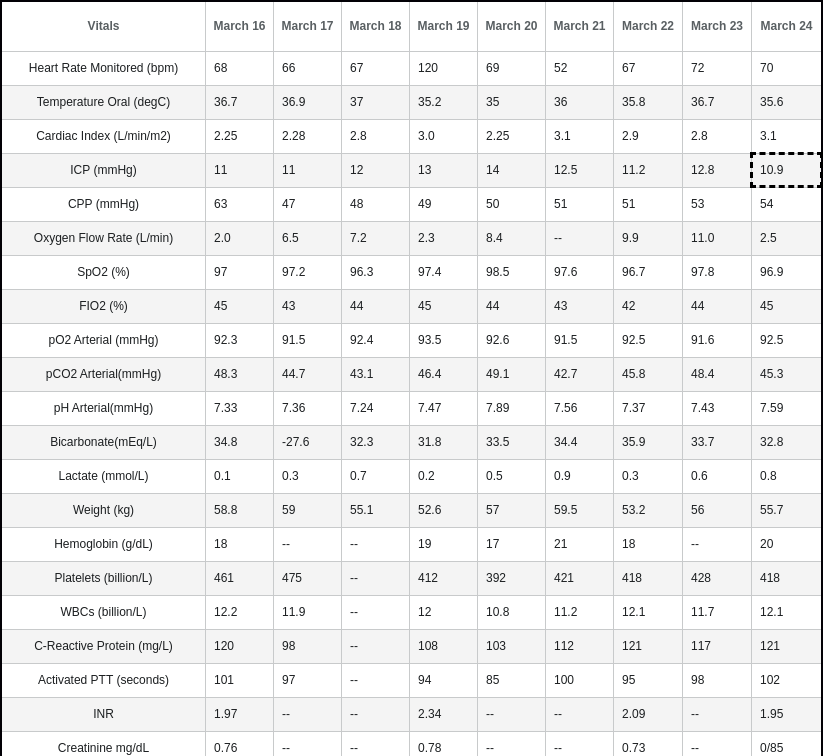 Vitals March 16 March 17 March 18 March 19 March 20 March 21 March 22 March 23 March 24
Heart Rate Monitored (bpm) 68 66 67 120 69 52 67 72 70
Temperature Oral (degC) 36.7 36.9 37 35.2 35 36 35.8 36.7 35.6
Cardiac Index (L/min/m2) 2.25 2.28 2.8 3.0 2.25 3.1 2.9 2.8 3.1
ICP (mmHg) 11 11 12 13 14 12.5 11.2 12.8 10.9
CPP (mmHg) 63 47 48 49 50 51 51 53 54
Oxygen Flow Rate (L/min) 2.0 6.5 7.2 2.3 8.4 -- 9.9 11.0 2.5
SpO2 (%) 97 97.2 96.3 97.4 98.5 97.6 96.7 97.8 96.9
FIO2 (%) 45 43 44 45 44 43 42 44 45
pO2 Arterial (mmHg) 92.3 91.5 92.4 93.5 92.6 91.5 92.5 91.6 92.5
pCO2 Arterial(mmHg) 48.3 44.7 43.1 46.4 49.1 42.7 45.8 48.4 45.3
pH Arterial(mmHg) 7.33 7.36 7.24 7.47 7.89 7.56 7.37 7.43 7.59
Bicarbonate(mEq/L) 34.8 -27.6 32.3 31.8 33.5 34.4 35.9 33.7 32.8
Lactate (mmol/L) 0.1 0.3 0.7 0.2 0.5 0.9 0.3 0.6 0.8
Weight (kg) 58.8 59 55.1 52.6 57 59.5 53.2 56 55.7
Hemoglobin (g/dL) 18 -- -- 19 17 21 18 -- 20
Platelets (billion/L) 461 475 -- 412 392 421 418 428 418
WBCs (billion/L) 12.2 11.9 -- 12 10.8 11.2 12.1 11.7 12.1
C-Reactive Protein (mg/L) 120 98 -- 108 103 112 121 117 121
Activated PTT (seconds) 101 97 -- 94 85 100 95 98 102
INR 1.97 -- -- 2.34 -- -- 2.09 -- 1.95
Creatinine mg/dL 0.76 -- -- 0.78 -- -- 0.73 -- 0/85